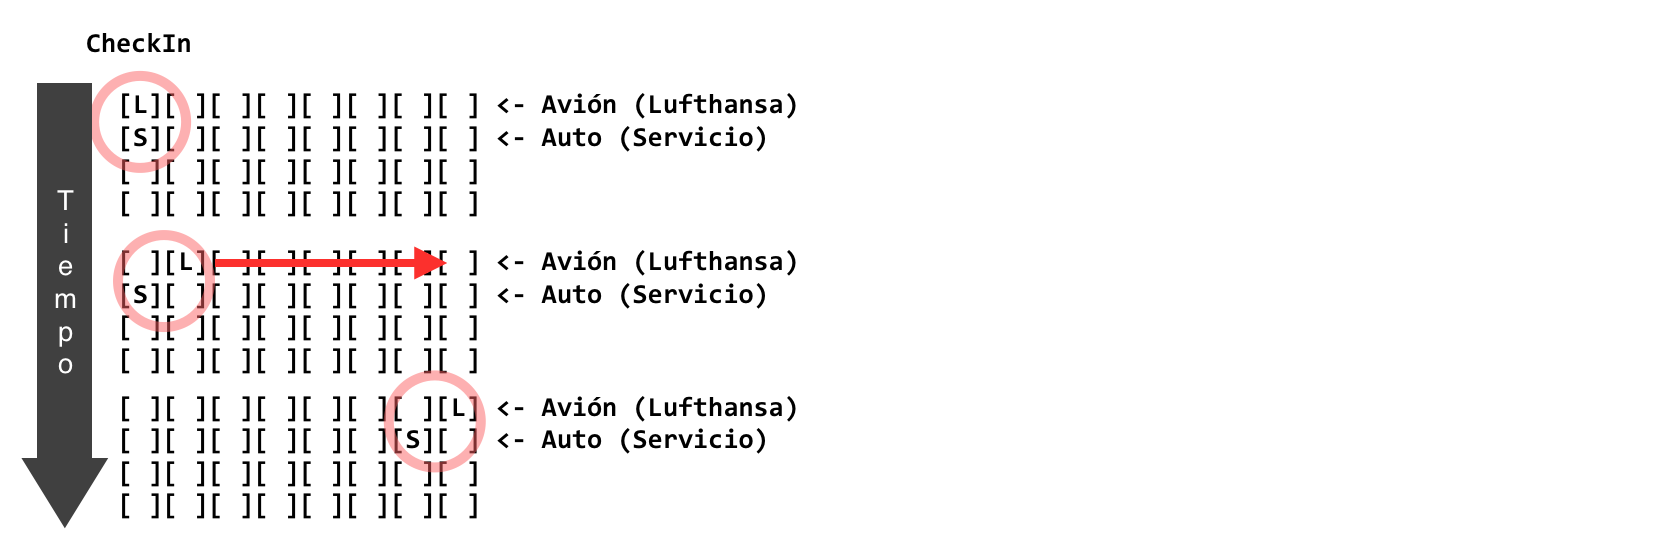 CheckIn
[L][ ][ ][ ][ ][ ][ ][ ] <- Avión (Lufthansa)
[S][ ][ ][ ][ ][ ][ ][ ] <- Auto (Servicio)
[ ][ ][ ][ ][ ][ ][ ][ ]
[ ][ ][ ][ ][ ][ ][ ][ ]
Tiempo
[ ][L][ ][ ][ ][ ][ ][ ] <- Avión (Lufthansa)
[S][ ][ ][ ][ ][ ][ ][ ] <- Auto (Servicio)
[ ][ ][ ][ ][ ][ ][ ][ ]
[ ][ ][ ][ ][ ][ ][ ][ ]
[ ][ ][ ][ ][ ][ ][ ][L] <- Avión (Lufthansa)
[ ][ ][ ][ ][ ][ ][S][ ] <- Auto (Servicio)
[ ][ ][ ][ ][ ][ ][ ][ ]
[ ][ ][ ][ ][ ][ ][ ][ ]